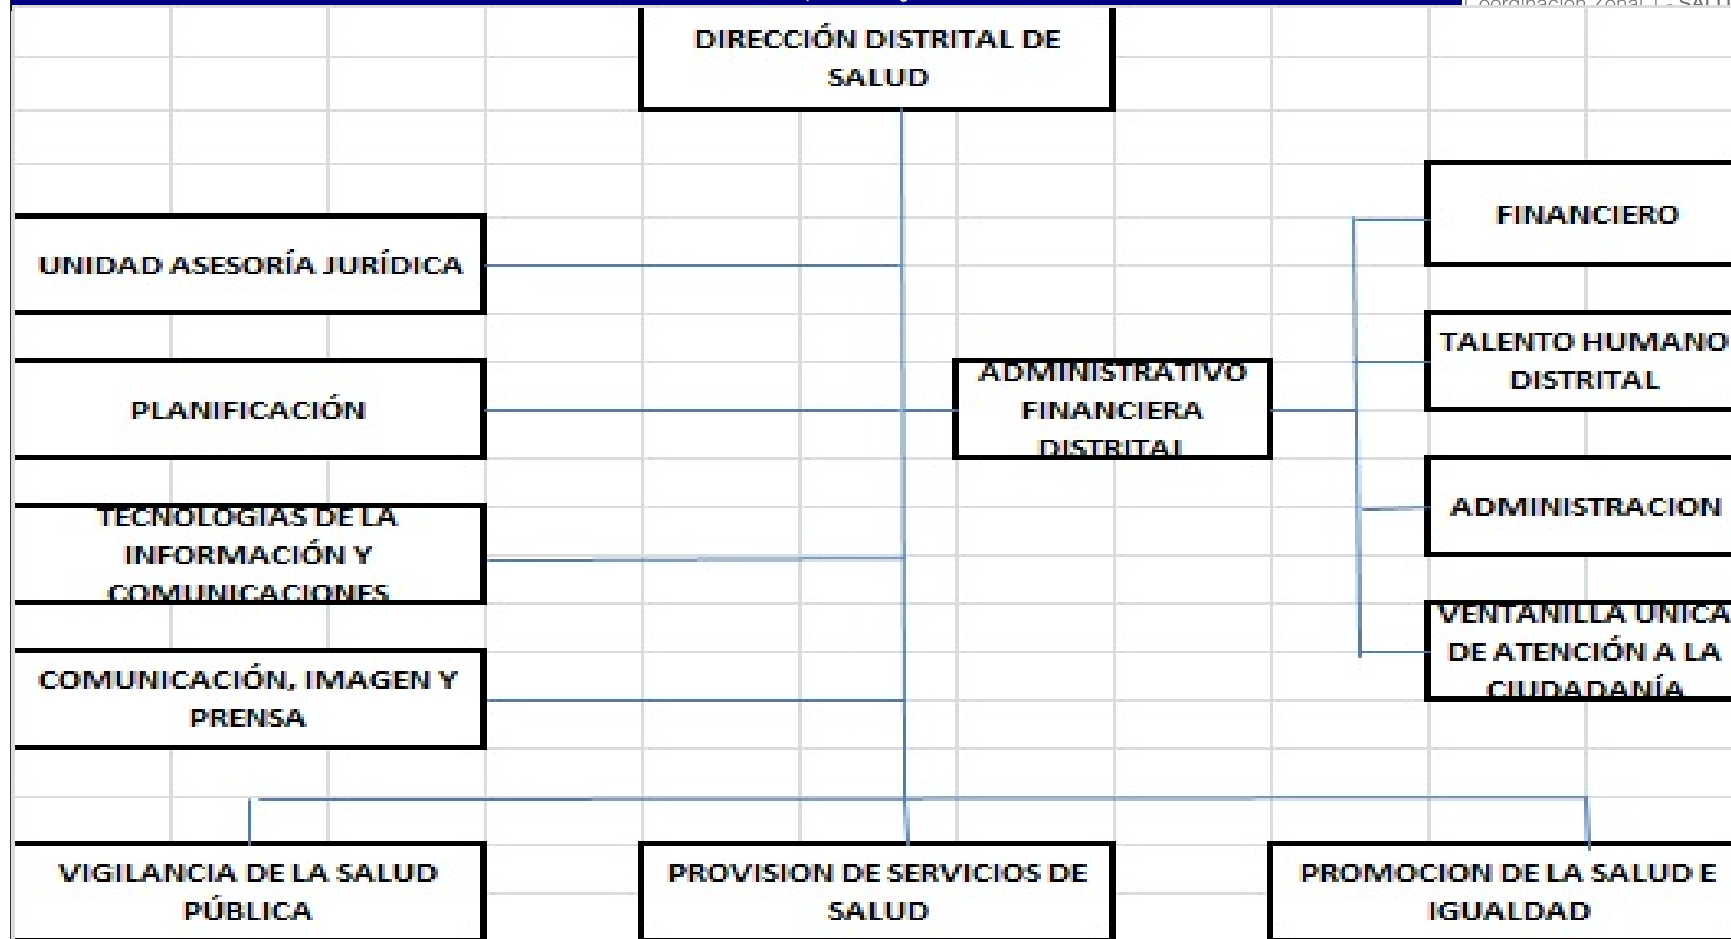 DIRECCIÓN DISTRITAL DE
SALUD
FINANCIERO
UNIDAD ASESORÍA JURÍDICA
TALENTO HUMANO
DISTRITAL
PLANIFICACIÓN
ADMINISTRATIVO
FINANCIERA
DISTRITAL
TECNOLOGÍAS DE LA
INFORMACIÓN Y
COMUNICACIONES
ADMINISTRACION
VENTANILLA UNICA
DE ATENCIÓN A LA
CIUDADANÍA
COMUNICACIÓN, IMAGEN Y
PRENSA
VIGILANCIA DE LA SALUD
PÚBLICA
PROVISION DE SERVICIOS DE
SALUD
PROMOCION DE LA SALUD E
IGUALDAD